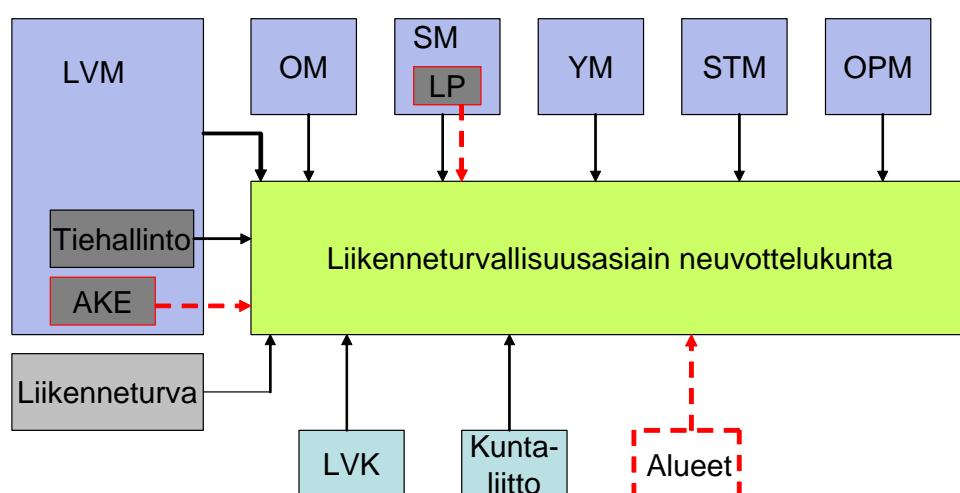 LVM
OM
SM
LP
YM
STM
OPM
Tiehallinto
AKE
Liikenneturvallisuusasiain neuvottelukunta
Liikenneturva
LVK
Kunta-
liitto
Alueet